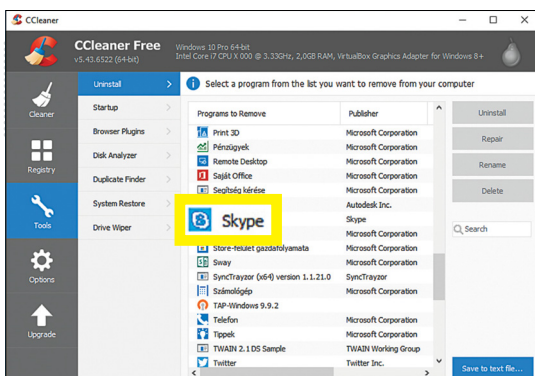 CCleaner
CCleaner Free
v5.43.6522 (64-bit)
Windows 10 Pro 64-bit
Intel Core i7 CPU X 000 @ 3.33GHz, 2,0GB RAM, VirtualBox Graphics Adapter for Windows 8+
Cleaner
Registry
Tools
Options
Upgrade
Uninstall
Startup
Browser Plugins
Disk Analyzer
Duplicate Finder
System Restore
Drive Wiper
Select a program from the list you want to remove from your computer
Programs to Remove Publisher
Print 3D Microsoft Corporation
Pénzügyek Microsoft Corporation
Remote Desktop Microsoft Corporation
Saját Office Microsoft Corporation
Segítség kérése Microsoft Corporation
Autodesk Inc.
Skype Skype
Microsoft Corporation
Store-felület gazdafolyamata Microsoft Corporation
Sway Microsoft Corporation
SyncTrayzor (x64) version 1.1.21.0 SyncTrayzor
Számológép Microsoft Corporation
TAP-Windows 9.9.2
Telefon Microsoft Corporation
Tippek Microsoft Corporation
TWAIN 2.1 DS Sample TWAIN Working Group
Twitter Twitter Inc.
Uninstall
Repair
Rename
Delete
Search
Save to text file...